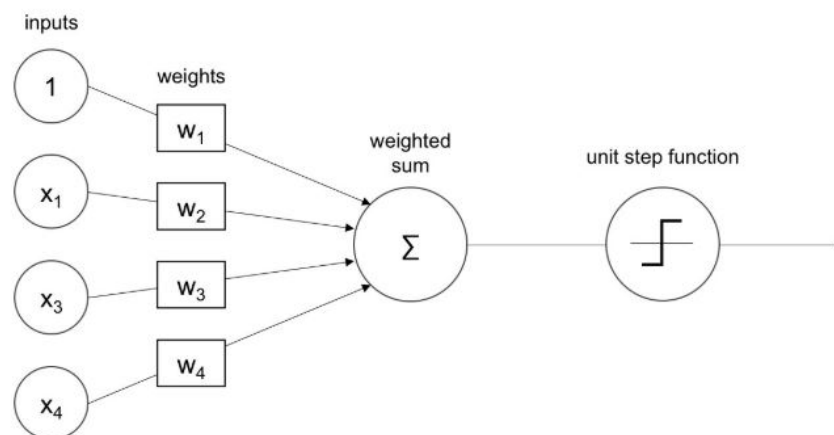 inputs
1
x₁
x₃
x₄
weights
w₁
w₂
w₃
w₄
weighted
sum
Σ
unit step function